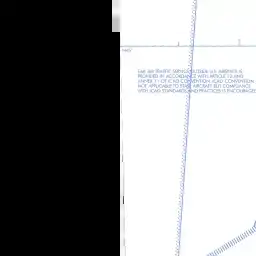 AIR TRAFFIC SERVICES WITHIN U.S. AIRSPACE IS
PROVIDED IN ACCORDANCE WITH ARTICLE 12 AND
ANNEX 11 OF ICAO CONVENTION. ICAO CONVENTION
NOT APPLICABLE TO STATE AIRCRAFT BUT COMPLIANCE
WITH ICAO STANDARDS AND PRACTICES IS ENCOURAGED